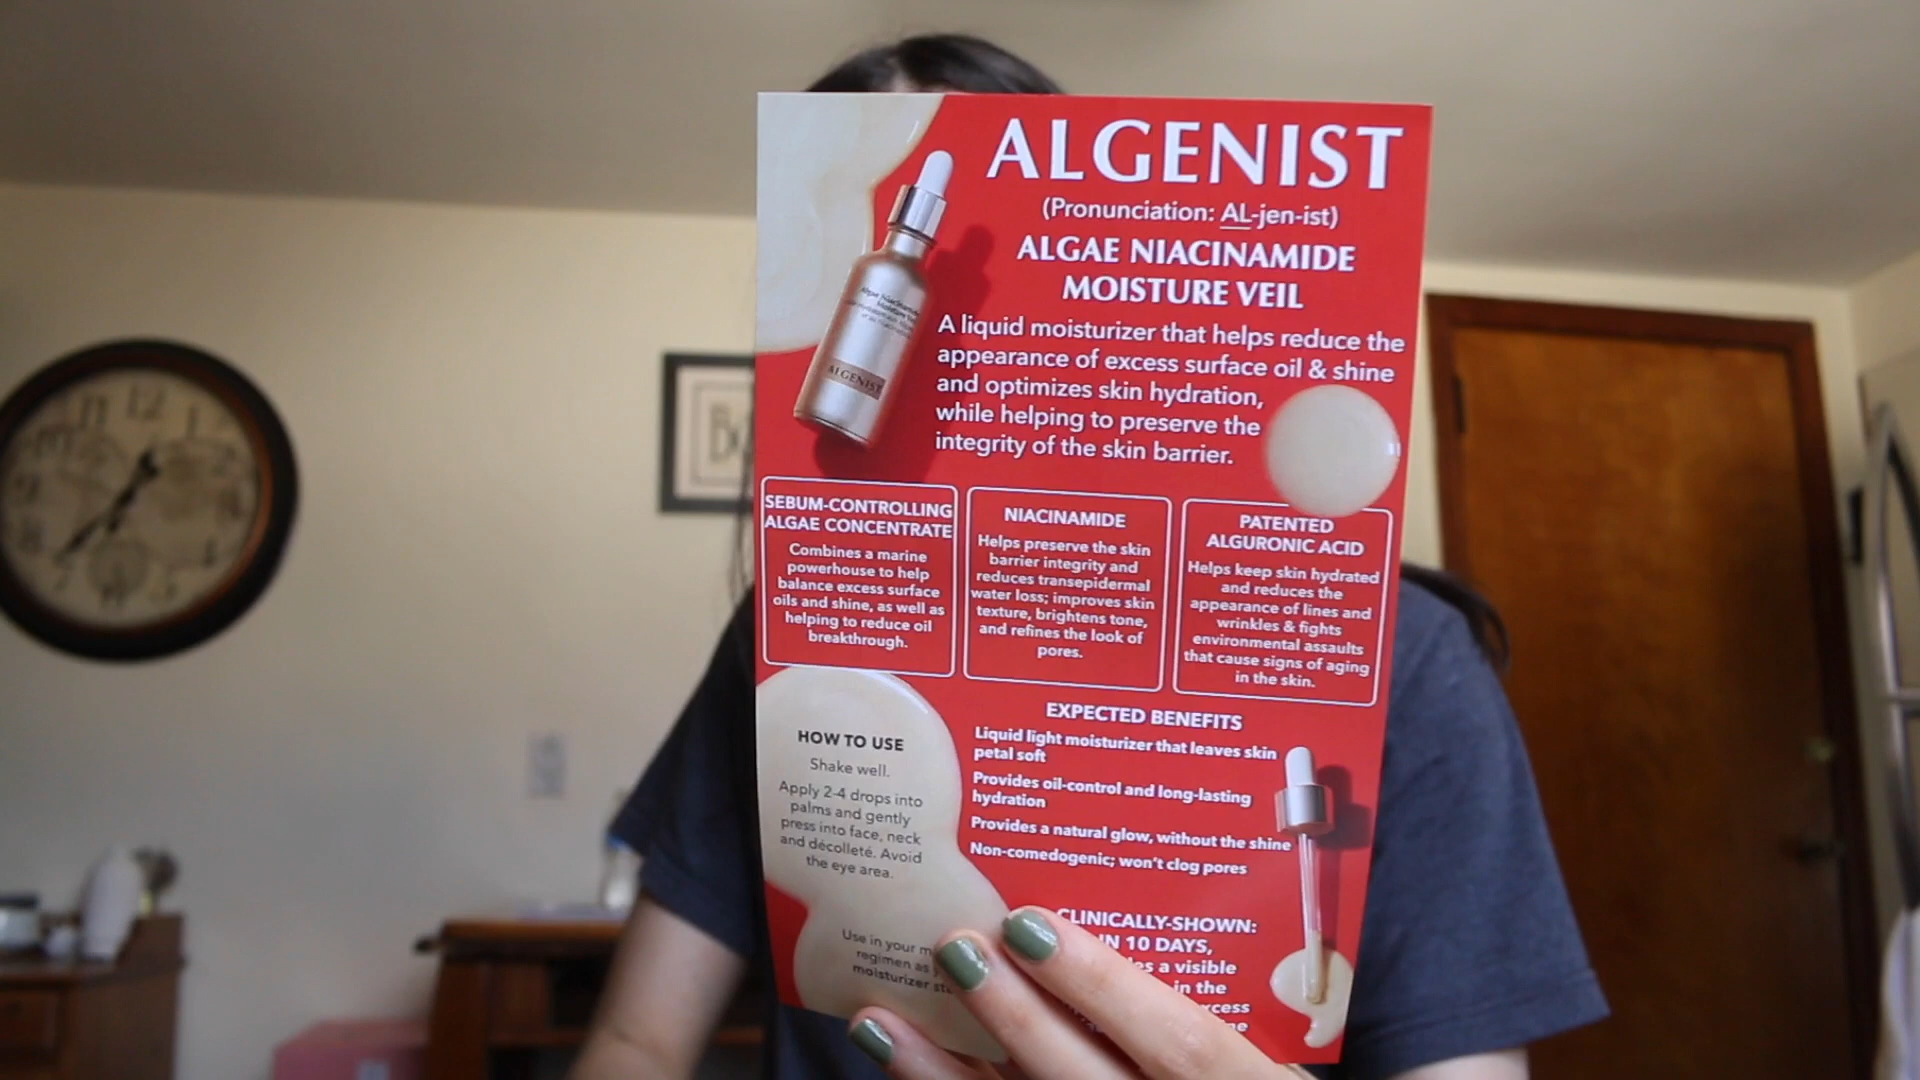 ALGENIST
(Pronunciation: AL-jen-ist)
ALGAE NIACINAMIDE
MOISTURE VEIL
A liquid moisturizer that helps reduce the
appearance of excess surface oil & shine
and optimizes skin hydration,
while helping to preserve the
integrity of the skin barrier.
Algae Niacinamide
Moisture Veil
ALGENIST
SEBUM-CONTROLLING
ALGAE CONCENTRATE
Combines a marine
powerhouse to help
balance excess surface
oils and shine, as well as
helping to reduce oil
breakthrough.
NIACINAMIDE
Helps preserve the skin
barrier integrity and
reduces transepidermal
water loss; improves skin
texture, brightens tone,
and refines the look of
pores.
PATENTED
ALGURONIC ACID
Helps keep skin hydrated
and reduces the
appearance of lines and
wrinkles & fights
environmental assaults
that cause signs of aging
in the skin.
HOW TO USE
Shake well.
Apply 2-4 drops into
palms and gently
press into face, neck
and décolleté. Avoid
the eye area.
Use in your
regimen as
moisturizer
EXPECTED BENEFITS
Liquid light moisturizer that leaves skin
petal soft
Provides oil-control and long-lasting
hydration
Provides a natural glow, without the shine
Non-comedogenic; won't clog pores
CLINICALLY-SHOWN:
IN 10 DAYS,
a visible
in the
12
11
1